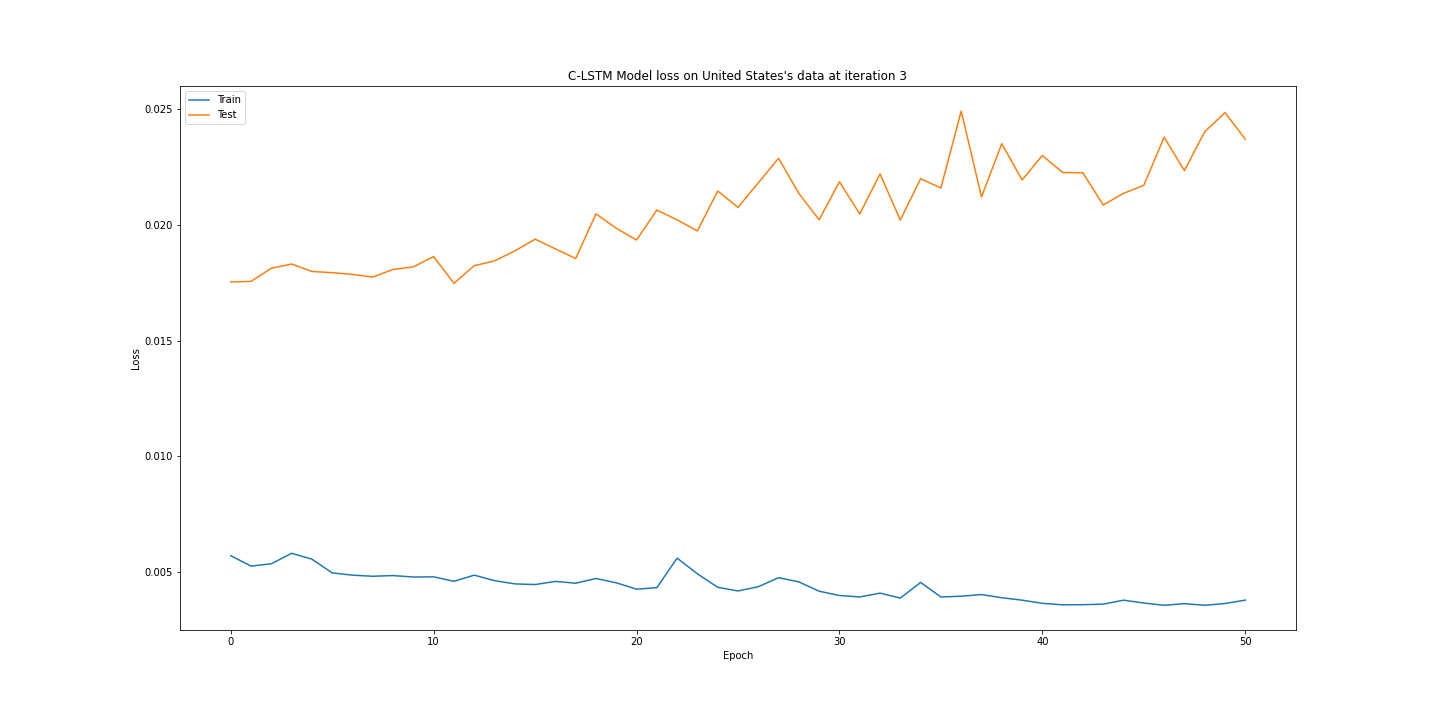 C-LSTM Model loss on United States's data at iteration 3
Train
Test
0.025
0.020
0.015
0.010
0.005
Loss
0 10 20 30 40 50
Epoch